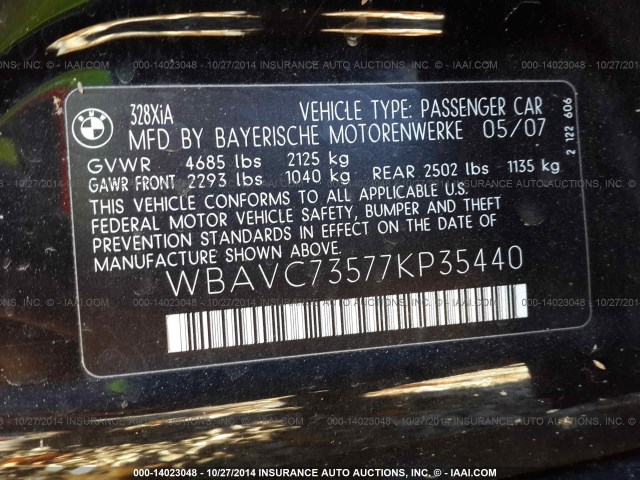 BMW
328XiA
VEHICLE TYPE: PASSENGER CAR
MFD BY BAYERISCHE MOTORENWERKE 05/07
GVWR 4685 lbs 2125 kg
GAWR FRONT 2293 lbs 1040 kg REAR 2502 lbs 1135 kg
THIS VEHICLE CONFORMS TO ALL APPLICABLE U.S.
FEDERAL MOTOR VEHICLE SAFETY, BUMPER AND THEFT
PREVENTION STANDARDS IN EFFECT ON THE DATE OF
MANUFACTURE SHOWN ABOVE.
WBAVC73577KP35440
2 122 606
000-14023048 - 10/27/2014 INSURANCE AUTO AUCTIONS, INC. - IAAI.COM